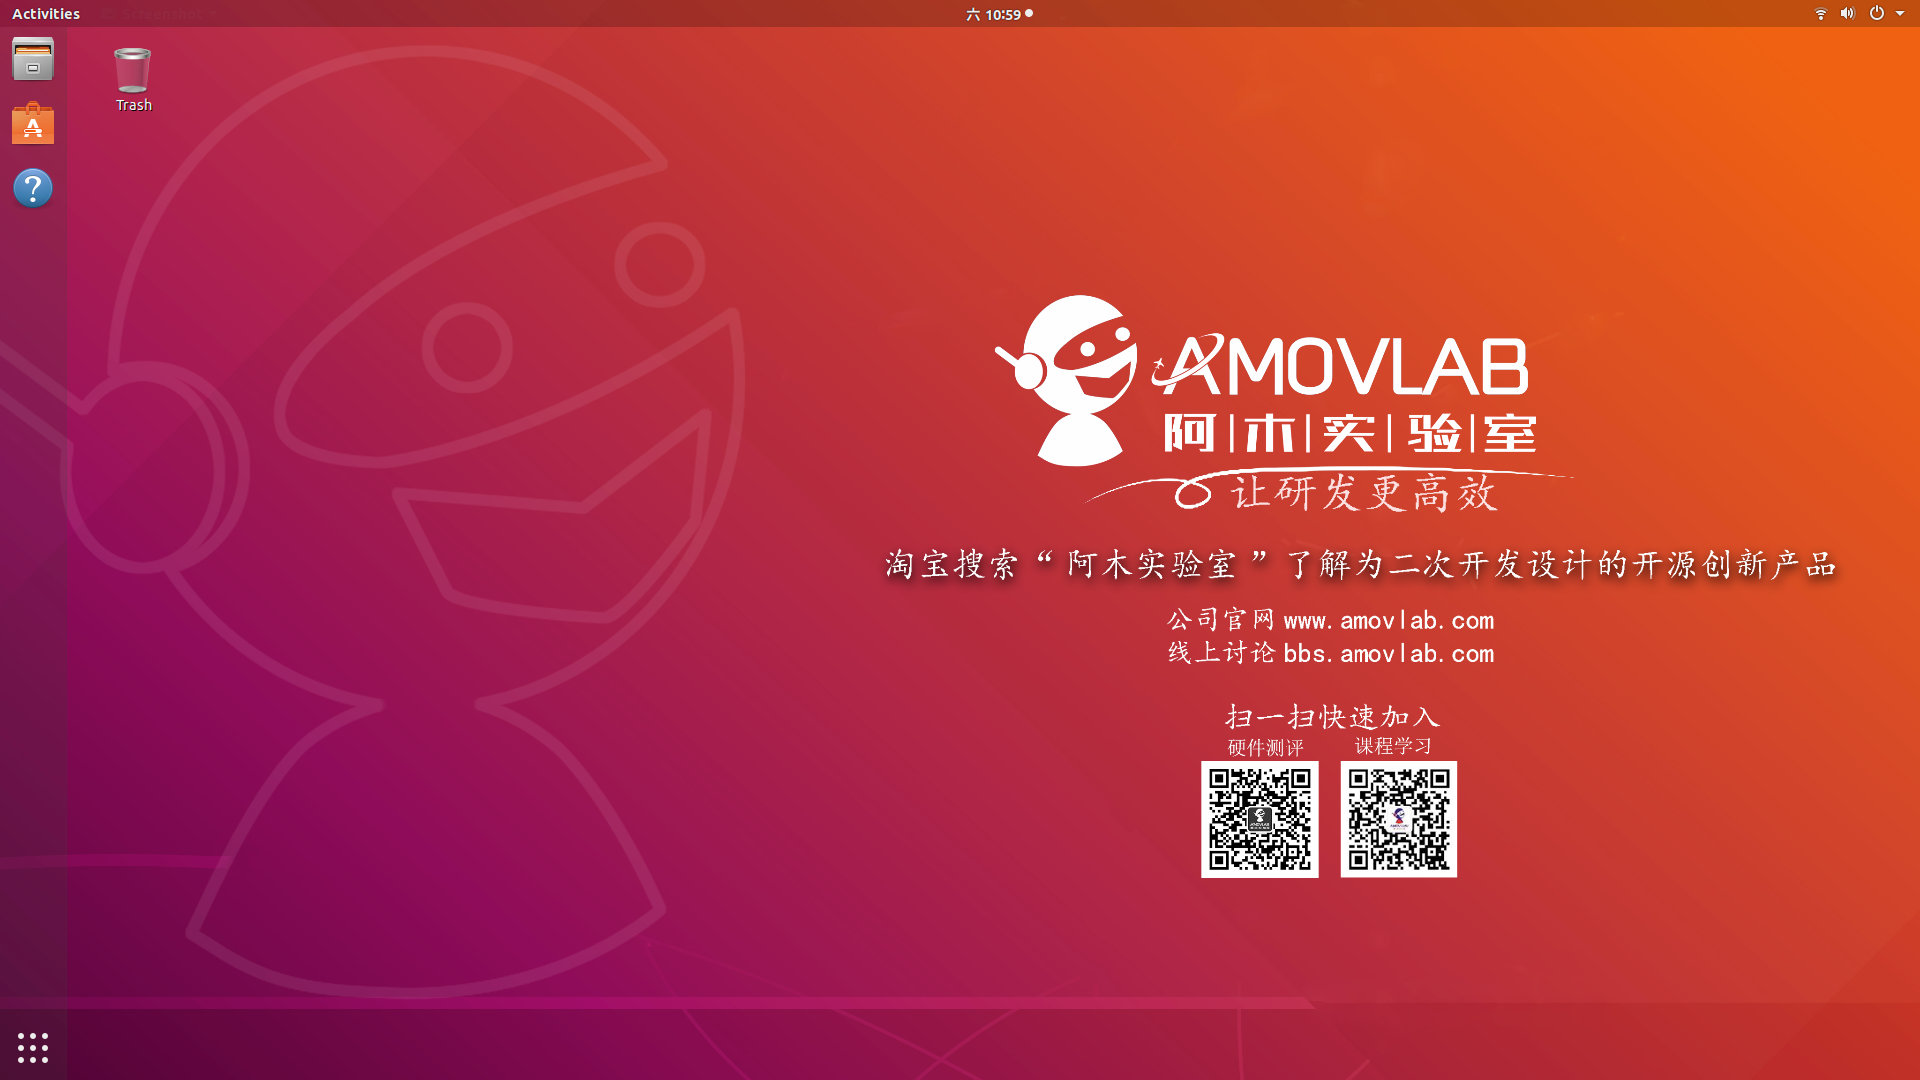 Activities
六 10:59
Trash
AMOVLAB
阿|木|实|验|室
让研发更高效
淘宝搜索“阿木实验室”了解为二次开发设计的开源创新产品
公司官网 www.amovlab.com
线上讨论 bbs.amovlab.com
扫一扫快速加入
硬件测评 课程学习